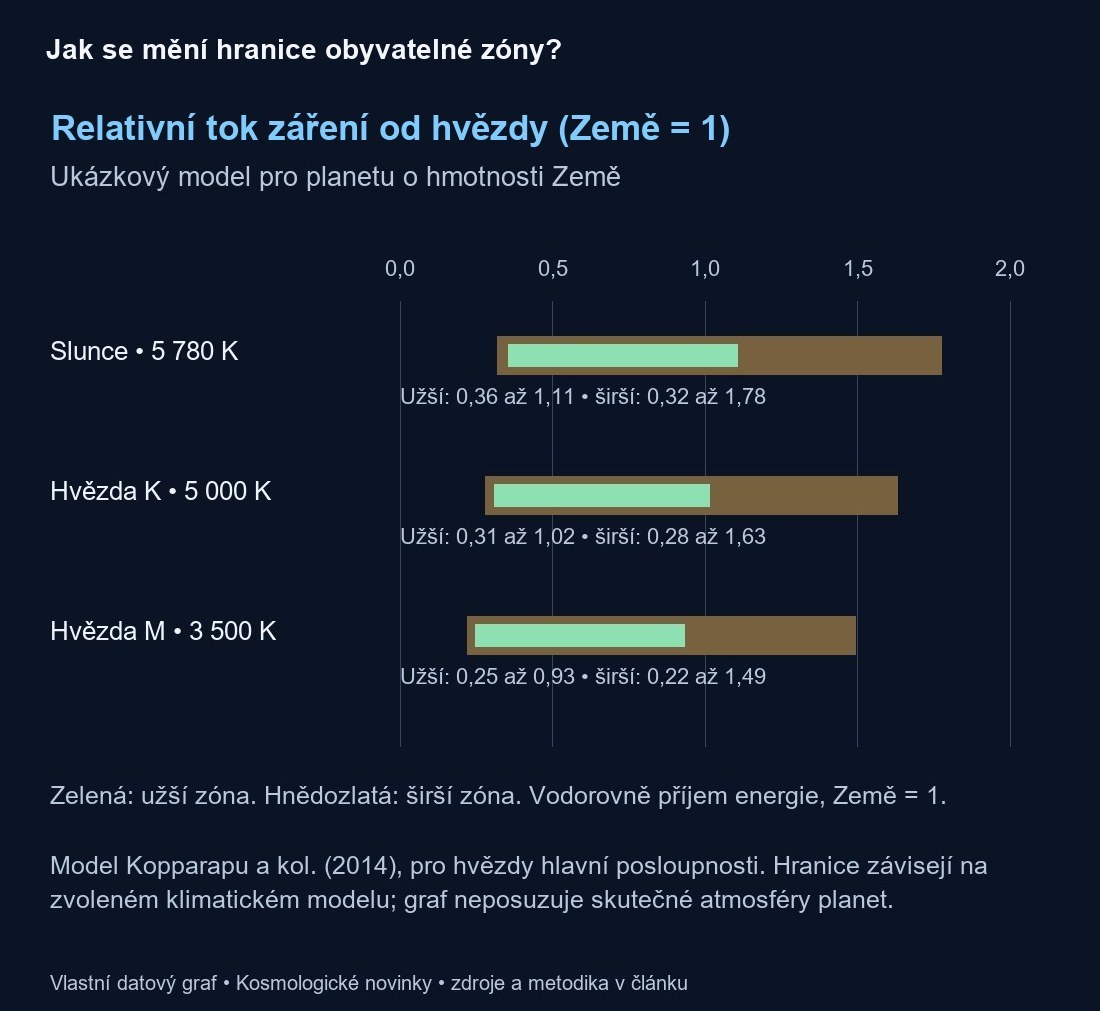 Jak se mění hranice obyvatelné zóny?
Relativní tok záření od hvězdy (Země = 1)
Ukázkový model pro planetu o hmotnosti Země
0,0 0,5 1,0 1,5 2,0
Slunce • 5 780 K
Užší: 0,36 až 1,11 • širší: 0,32 až 1,78
Hvězda K • 5 000 K
Užší: 0,31 až 1,02 • širší: 0,28 až 1,63
Hvězda M • 3 500 K
Užší: 0,25 až 0,93 • širší: 0,22 až 1,49
Zelená: užší zóna. Hnědozlatá: širší zóna. Vodorovně příjem energie, Země = 1.
Model Kopparapu a kol. (2014), pro hvězdy hlavní posloupnosti. Hranice závisejí na
zvoleném klimatickém modelu; graf neposuzuje skutečné atmosféry planet.
Vlastní datový graf • Kosmologické novinky • zdroje a metodika v článku